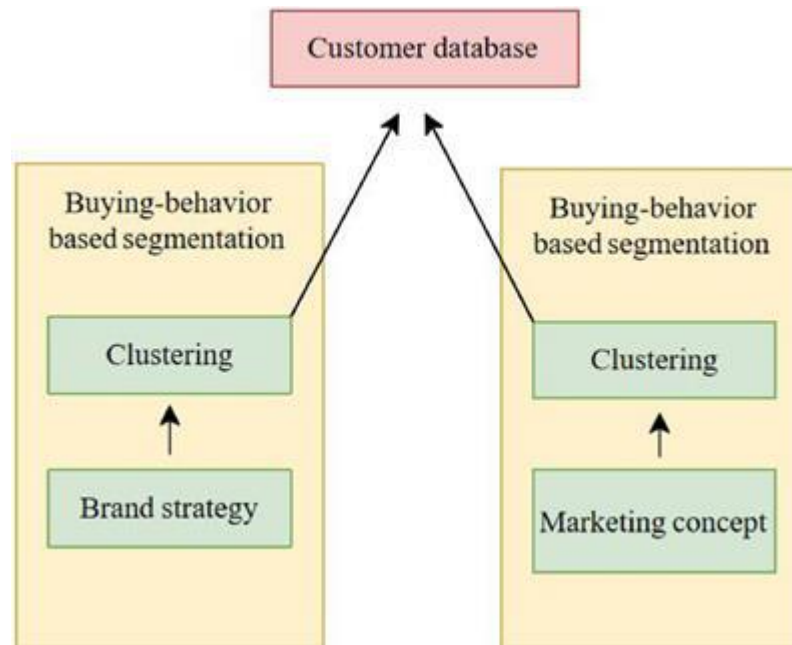 Customer database
Buying-behavior
based segmentation
Clustering
Brand strategy
Buying-behavior
based segmentation
Clustering
Marketing concept